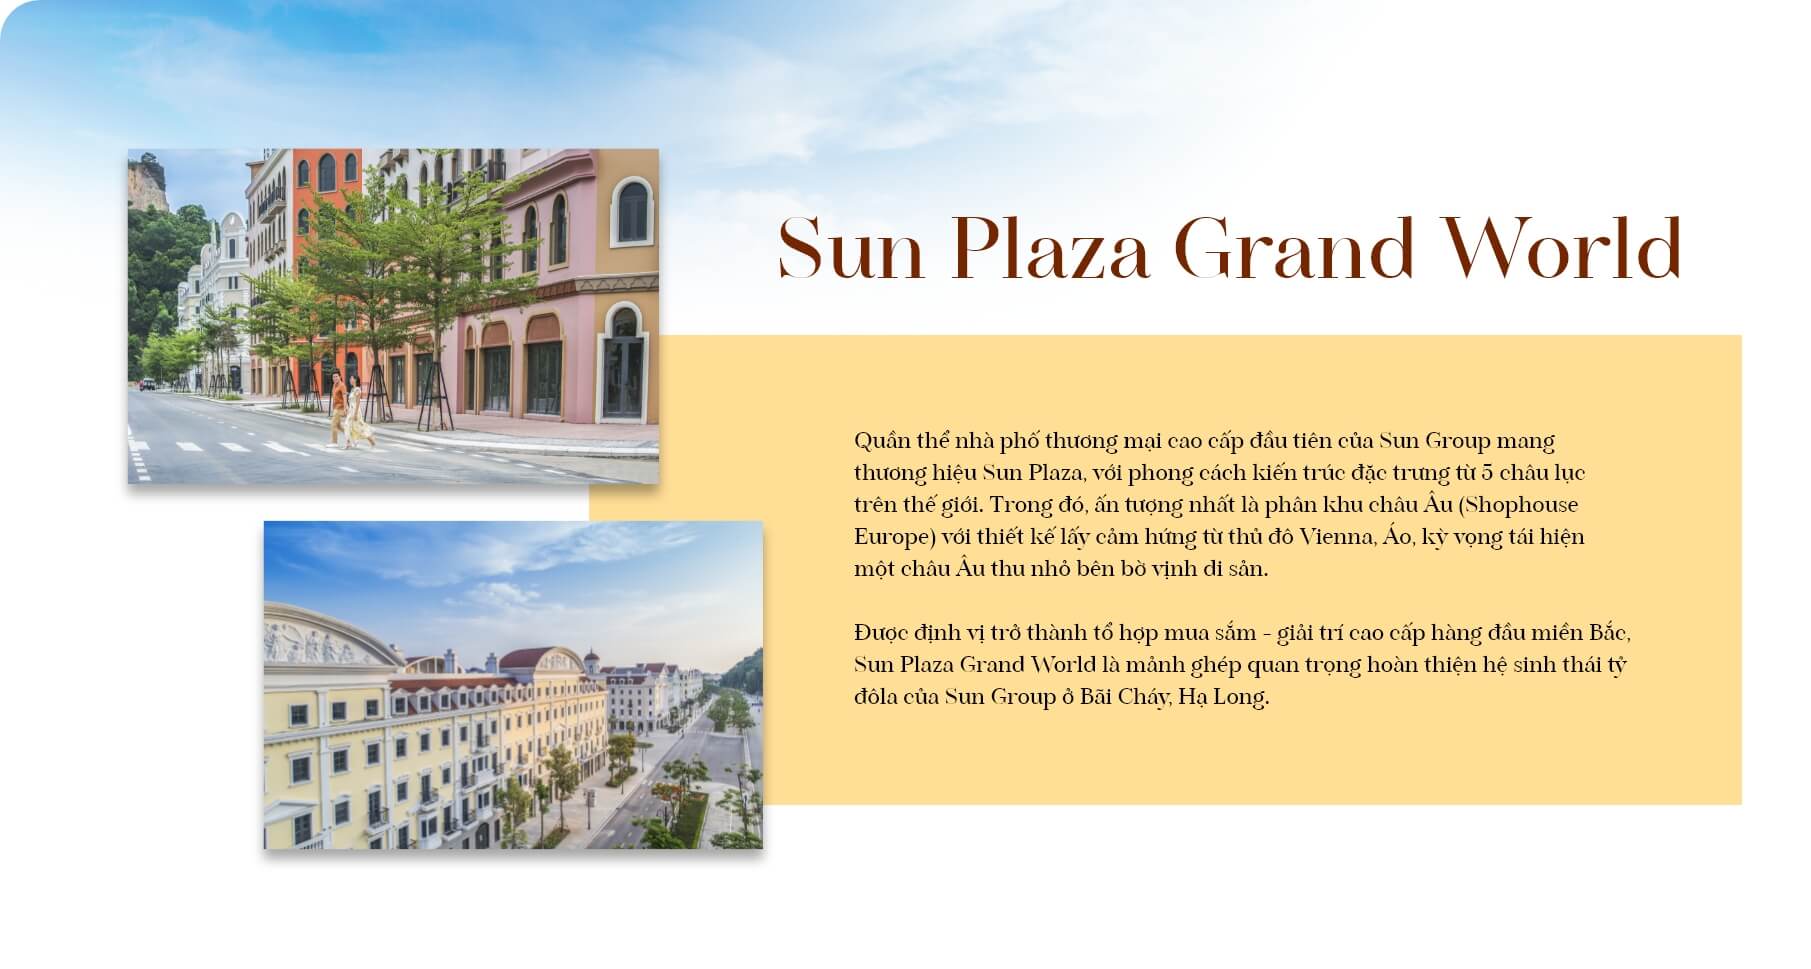 Sun Plaza Grand World
Quần thể nhà phố thương mại cao cấp đầu tiên của Sun Group mang
thương hiệu Sun Plaza, với phong cách kiến trúc đặc trưng từ 5 châu lục
trên thế giới. Trong đó, ấn tượng nhất là phân khu châu Âu (Shophouse
Europe) với thiết kế lấy cảm hứng từ thủ đô Vienna, Áo, kỳ vọng tái hiện
một châu Âu thu nhỏ bên bờ vịnh di sản.
Được định vị trở thành tổ hợp mua sắm - giải trí cao cấp hàng đầu miền Bắc,
Sun Plaza Grand World là mảnh ghép quan trọng hoàn thiện hệ sinh thái tỷ
đôla của Sun Group ở Bãi Cháy, Hạ Long.